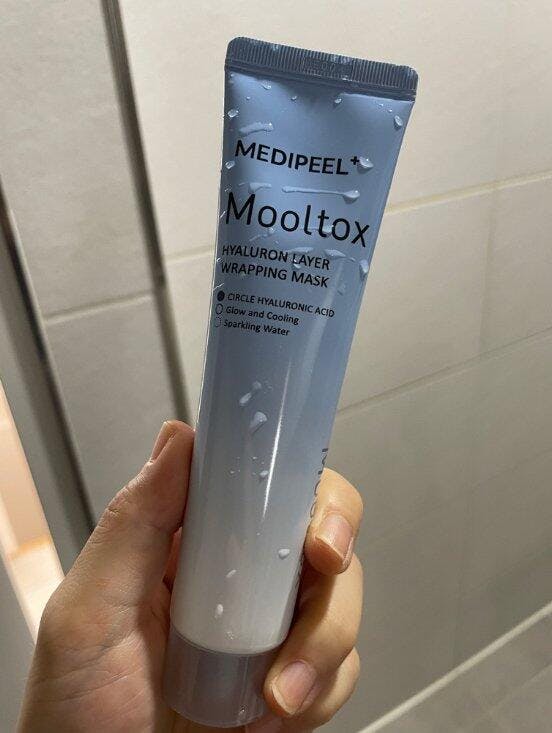 MEDIPEEL+
Mooltox
HYALURON LAYER
WRAPPING MASK
CIRCLE HYALURONIC ACID
Glow and Cooling
Sparkling Water